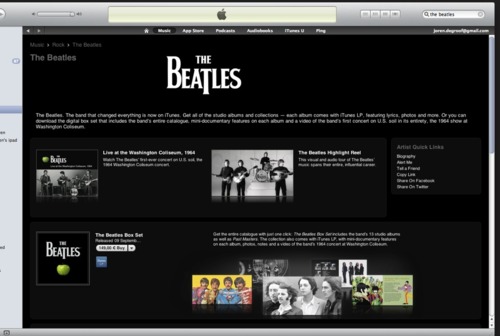 the beatles
Music App Store Podcasts Audiobooks iTunes U Ping
joren.degroof@gmail.com
Music > Rock > The Beatles
The Beatles
THE
BEATLES
The Beatles. The band that changed everything is now on iTunes. Get all of the studio albums and collections — each album comes with iTunes LP, featuring lyrics, photos and more. Or you can
download the digital box set that includes the band's entire catalogue, mini-documentary features on each album and a video of the band's first concert on U.S. soil in its entirety, the 1964 show at
Washington Coliseum.
THE
BEATLES
Live at the Washington Coliseum, 1964
Watch The Beatles' first-ever concert on U.S. soil, the
1964 Washington Coliseum concert.
The Beatles Highlight Reel
This visual and audio tour of The Beatles'
music spans their entire, influential career.
Artist Quick Links
Biography
Alert Me
Tell a Friend
Copy Link
Share On Facebook
Share On Twitter
THE
BEATLES
The Beatles Box Set
Released 09 Septemb...
149,00 € Buy
Get the entire catalogue with just one click: The Beatles Box Set includes the band's 13 studio albums
as well as Past Masters. The collection also comes with iTunes LP, with mini-documentary features
on each album, photos, notes and a video of the band's 1964 concert at the Washington Coliseum.